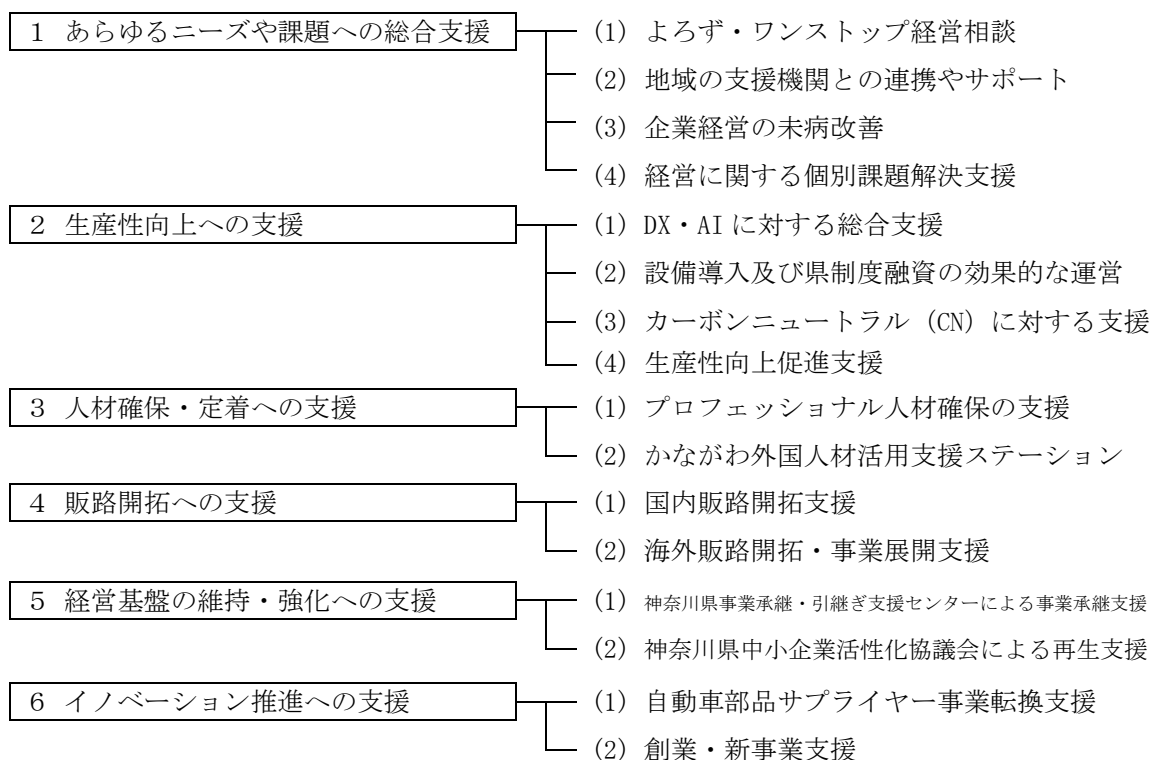 1 あらゆるニーズや課題への総合支援
(1) よろず・ワンストップ経営相談
(2) 地域の支援機関との連携やサポート
(3) 企業経営の未病改善
(4) 経営に関する個別課題解決支援
2 生産性向上への支援
(1) DX・AIに対する総合支援
(2) 設備導入及び県制度融資の効果的な運営
(3) カーボンニュートラル (CN) に対する支援
(4) 生産性向上促進支援
3 人材確保・定着への支援
(1) プロフェッショナル人材確保の支援
(2) かながわ外国人材活用支援ステーション
4 販路開拓への支援
(1) 国内販路開拓支援
(2) 海外販路開拓・事業展開支援
5 経営基盤の維持・強化への支援
(1) 神奈川県事業承継・引継ぎ支援センターによる事業承継支援
(2) 神奈川県中小企業活性化協議会による再生支援
6 イノベーション推進への支援
(1) 自動車部品サプライヤー事業転換支援
(2) 創業・新事業支援